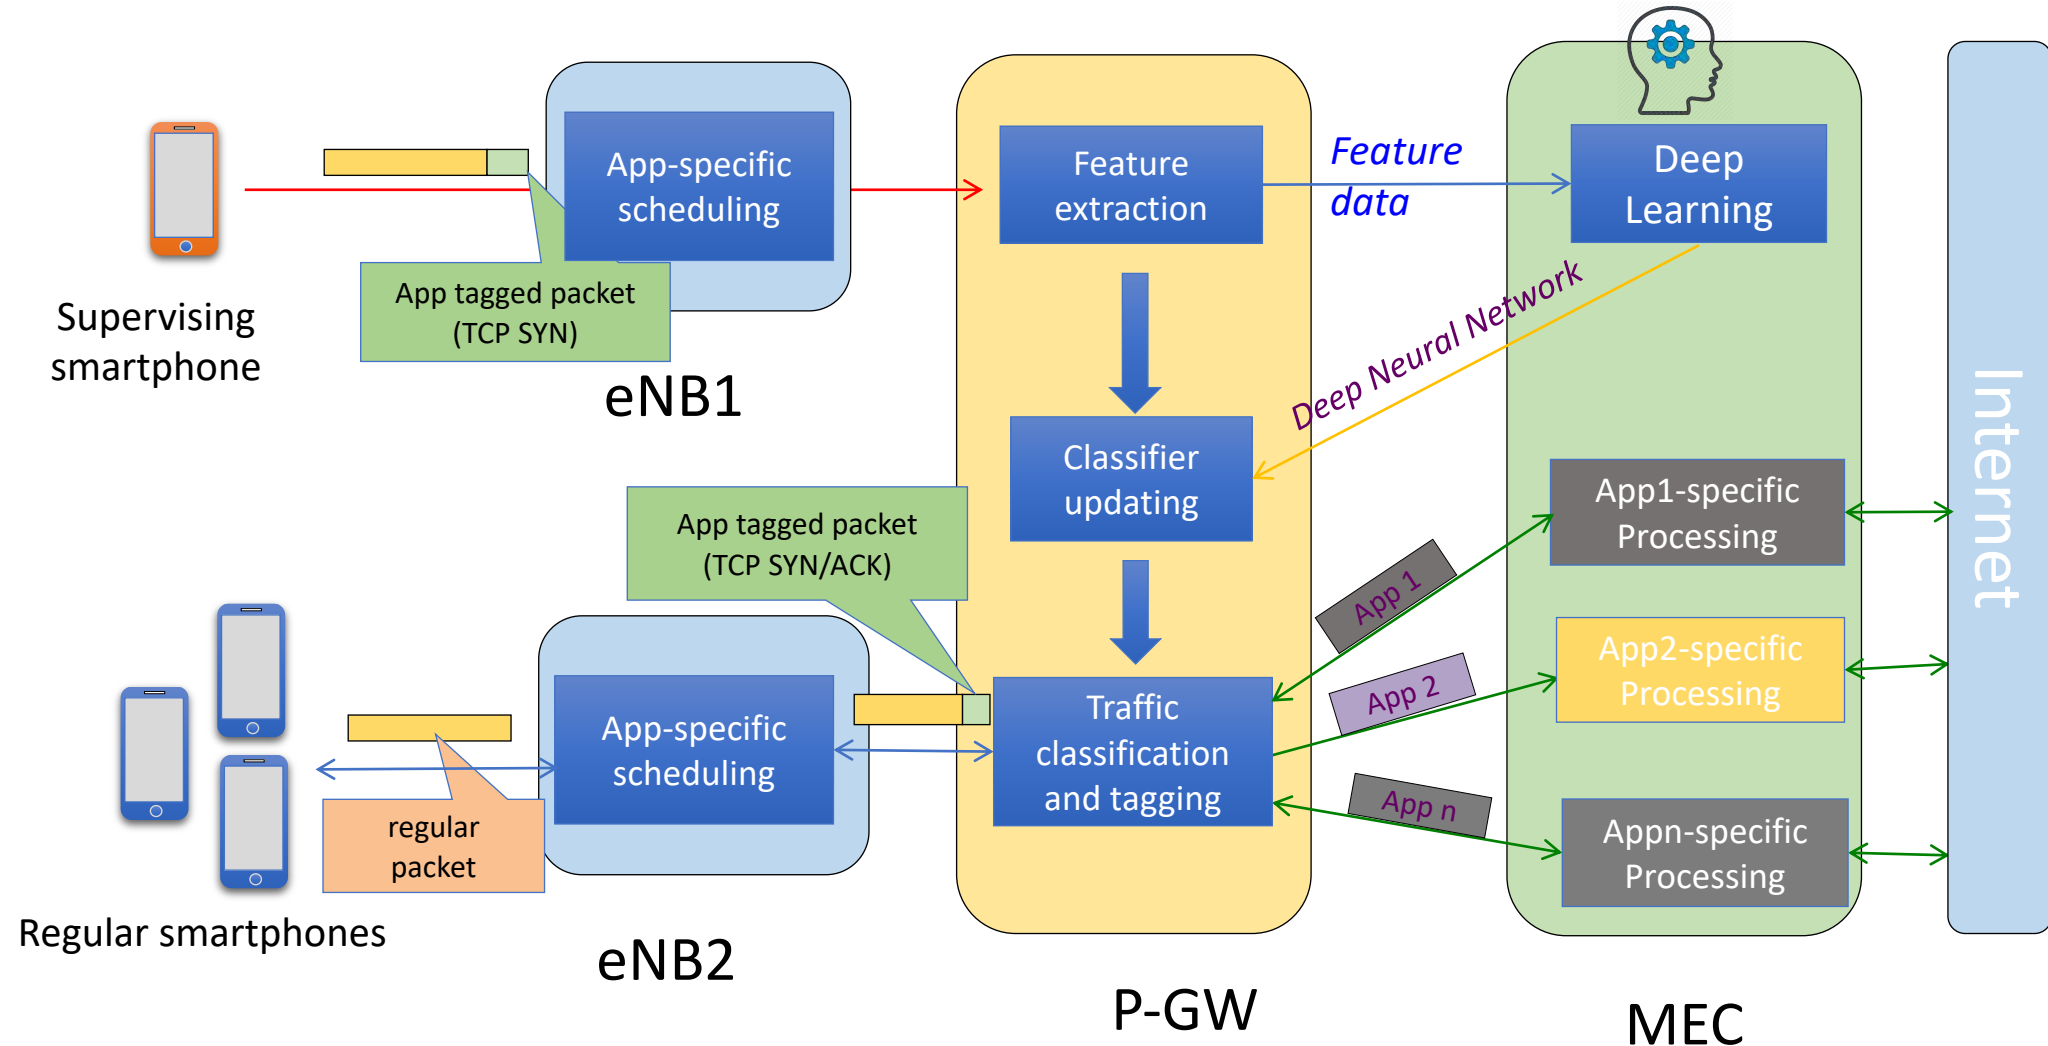 Supervising
smartphone
App-specific
scheduling
App tagged packet
(TCP SYN)
eNB1
Feature
extraction
Feature
data
Deep
Learning
Deep Neural Network
Classifier
updating
App tagged packet
(TCP SYN/ACK)
App1-specific
Processing
App 1
App2-specific
Processing
App 2
Traffic
classification
and tagging
App-specific
scheduling
regular
packet
App n
Appn-specific
Processing
Internet
Regular smartphones
eNB2
P-GW
MEC